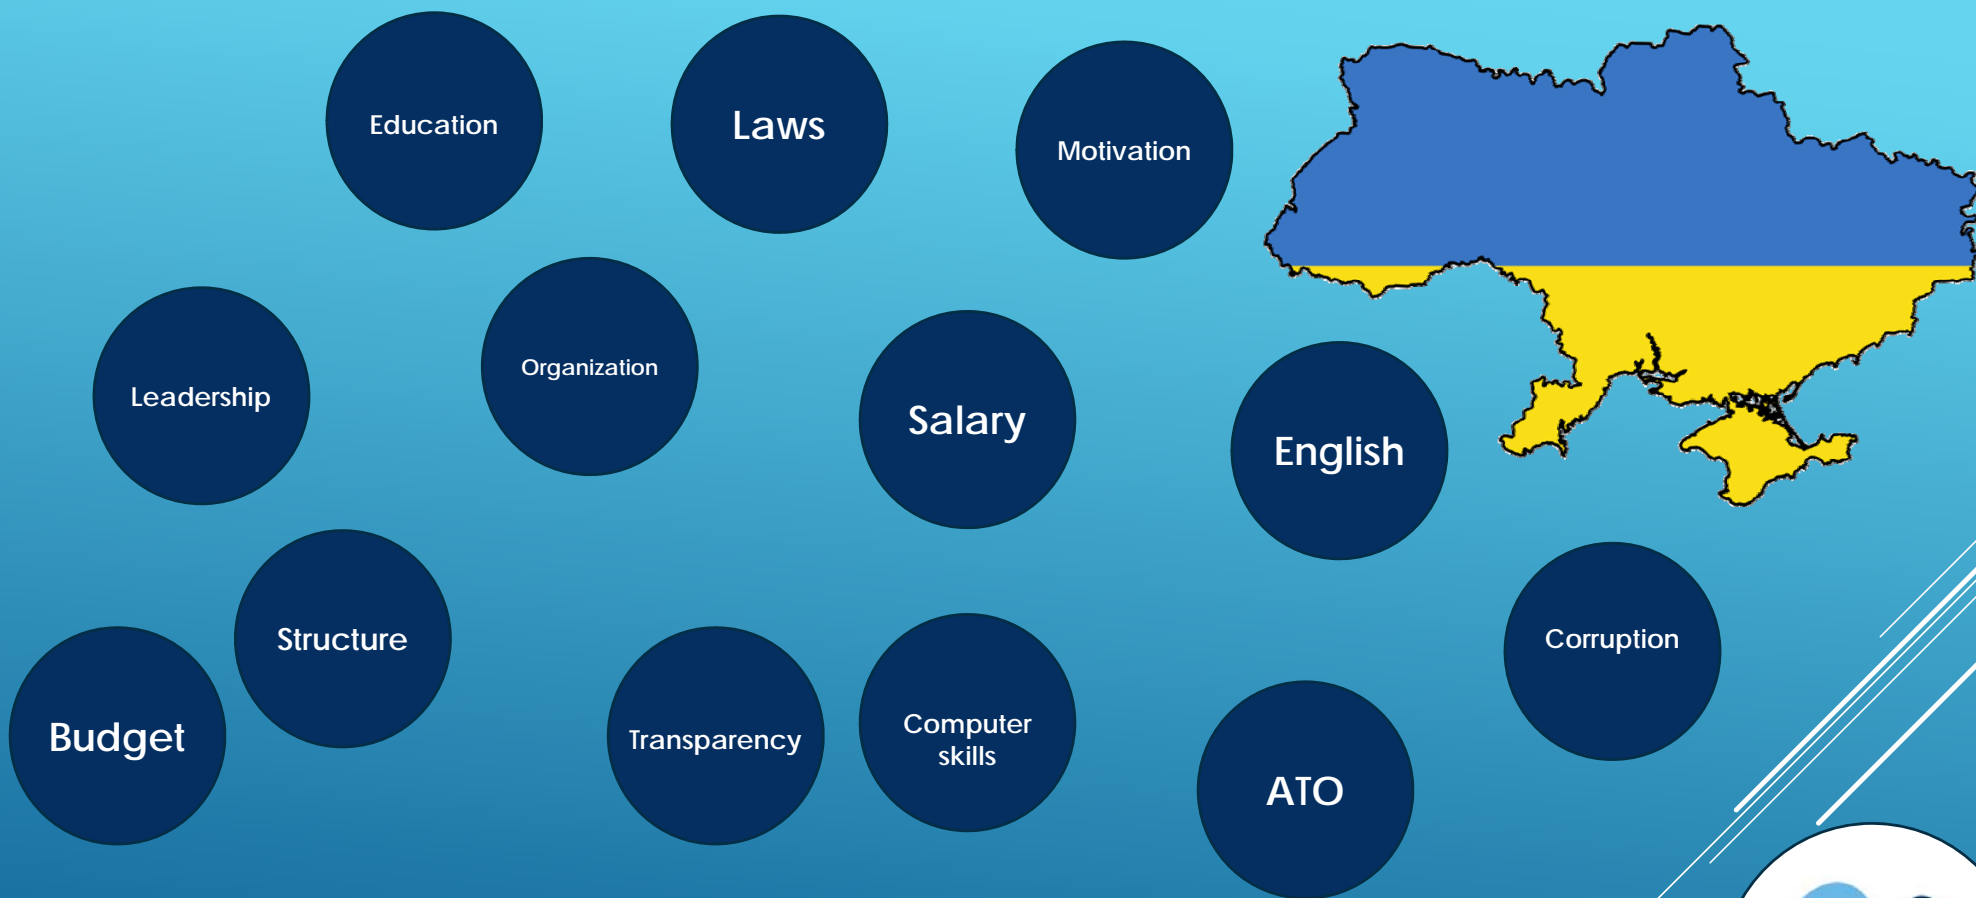 Education
Laws
Motivation
Leadership
Organization
Salary
English
Structure
Corruption
Budget
Transparency
Computer
skills
ATO